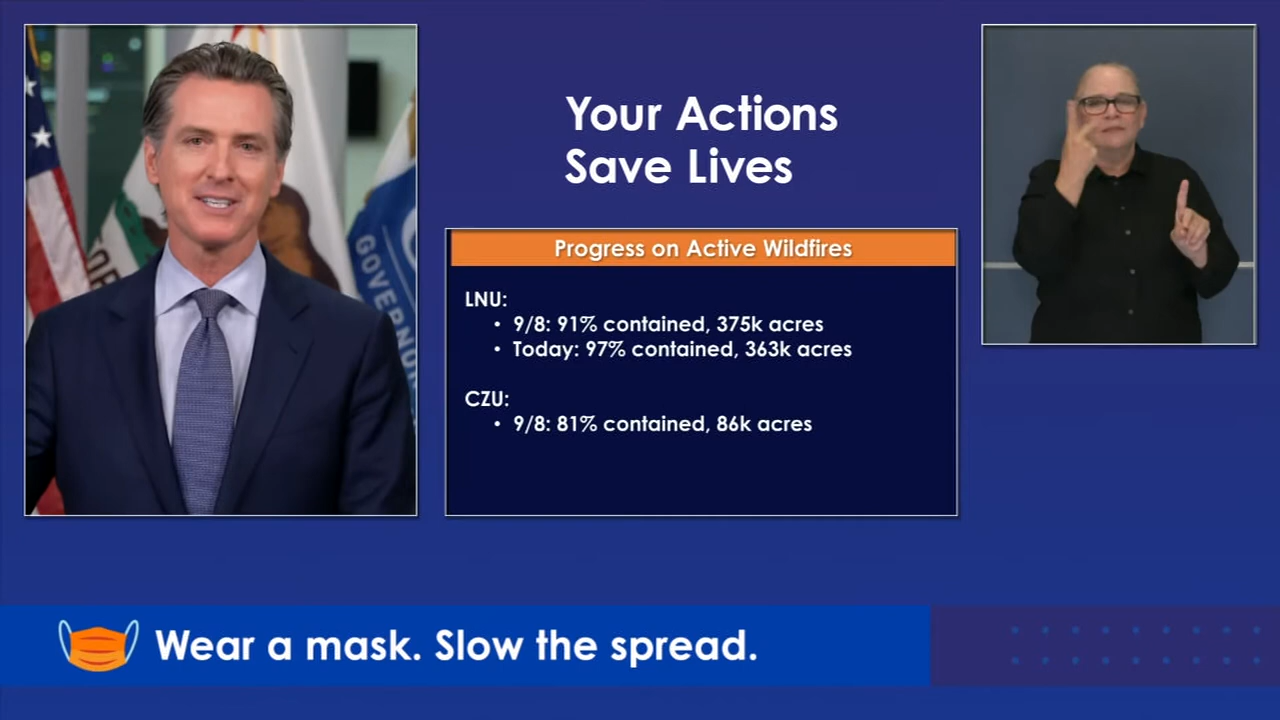 Your Actions
Save Lives
Progress on Active Wildfires
LNU:
• 9/8: 91% contained, 375k acres
• Today: 97% contained, 363k acres
CZU:
• 9/8: 81% contained, 86k acres
Wear a mask. Slow the spread.